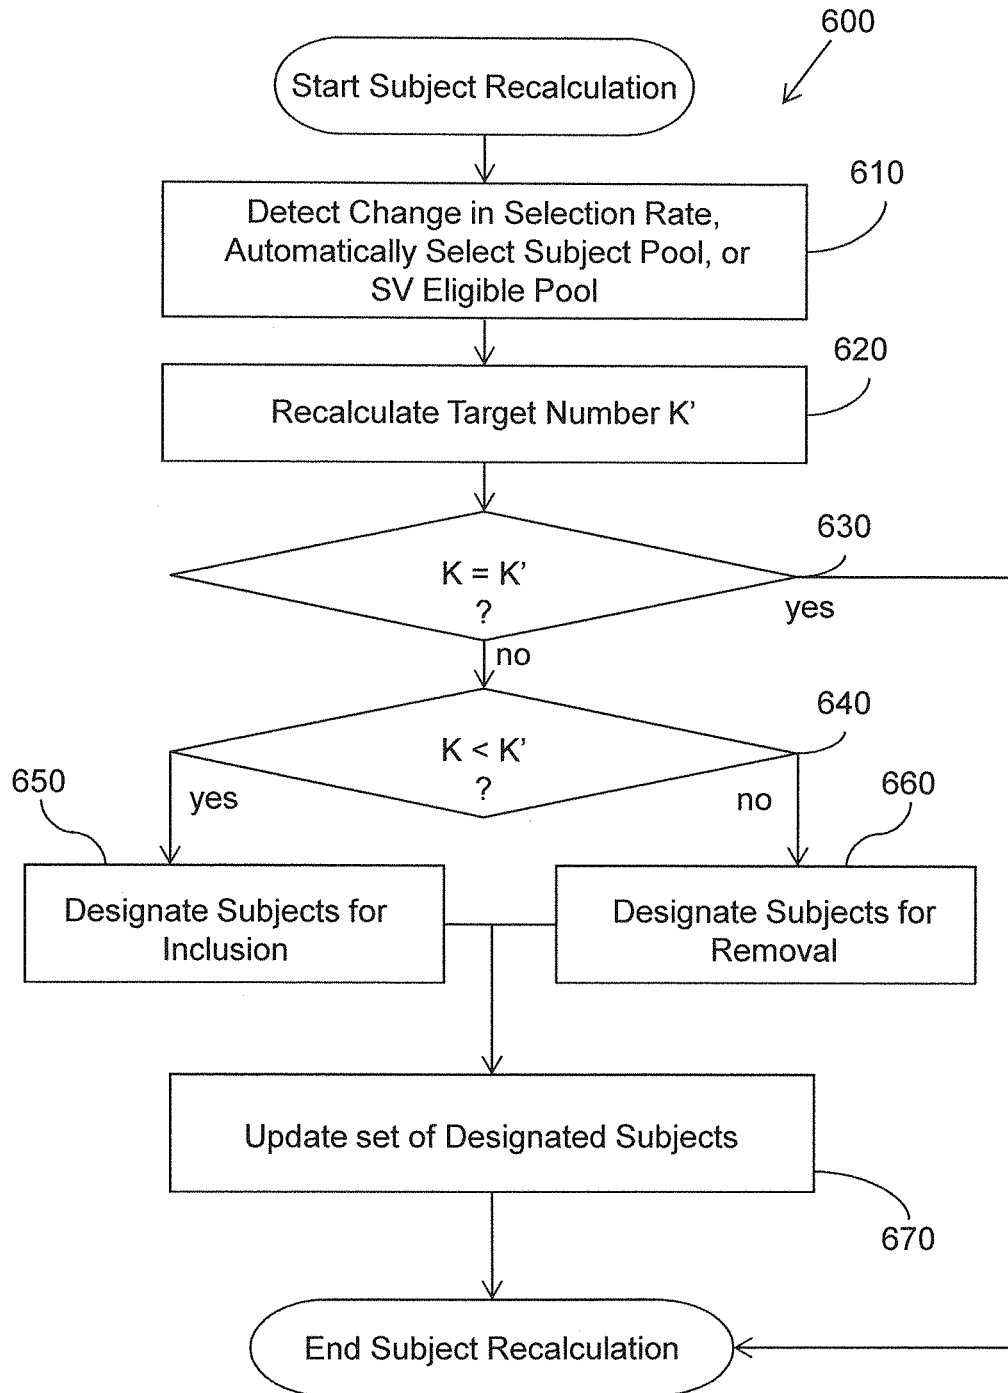 600
Start Subject Recalculation
610
Detect Change in Selection Rate,
Automatically Select Subject Pool, or
SV Eligible Pool
620
Recalculate Target Number K’
630
K = K’
?
yes
no
640
K < K’
?
650
yes
no
660
Designate Subjects for
Inclusion
Designate Subjects for
Removal
Update set of Designated Subjects
670
End Subject Recalculation